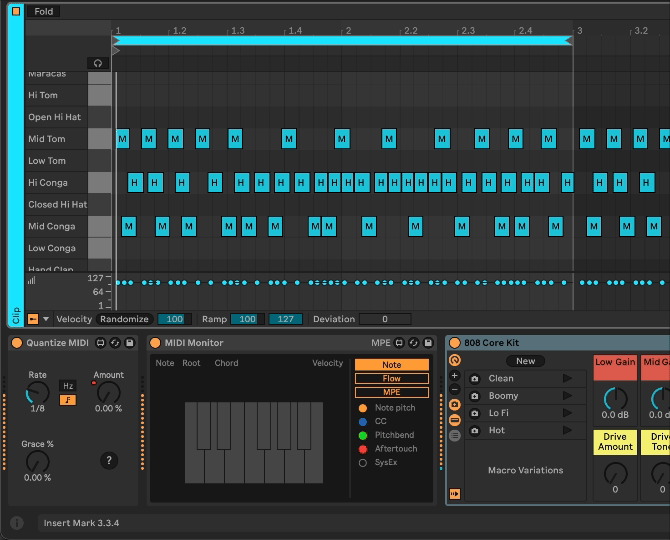 Fold
1 1.2 1.3 1.4 2 2.2 2.3 2.4 3 3.2
Maracas
Hi Tom
Open Hi Hat
Mid Tom M M M M M M M M M M M M M M M M
Low Tom
Hi Conga H H H H H H H H H H H H H H H H H H H H H H H H H H H
Closed Hi Hat
Mid Conga M M M M M M M M M M M M M M M M M
Low Conga
Hand Clap
127
64
1
Clip
Velocity Randomize 100 Ramp 100 127 Deviation 0
Quantize MIDI
Rate Hz Amount
1/8 0.00 %
Grace %
0.00 %
?
MIDI Monitor MPE
Note Root Chord Velocity
Note
Flow
MPE
Note pitch
CC
Pitchbend
Aftertouch
SysEx
808 Core Kit
New
Clean
Boomy
Lo Fi
Hot
Macro Variations
Low Gain Mid Ga
0.0 dB 0.0 d
Drive Amount Drive Tone
0 0
Insert Mark 3.3.4